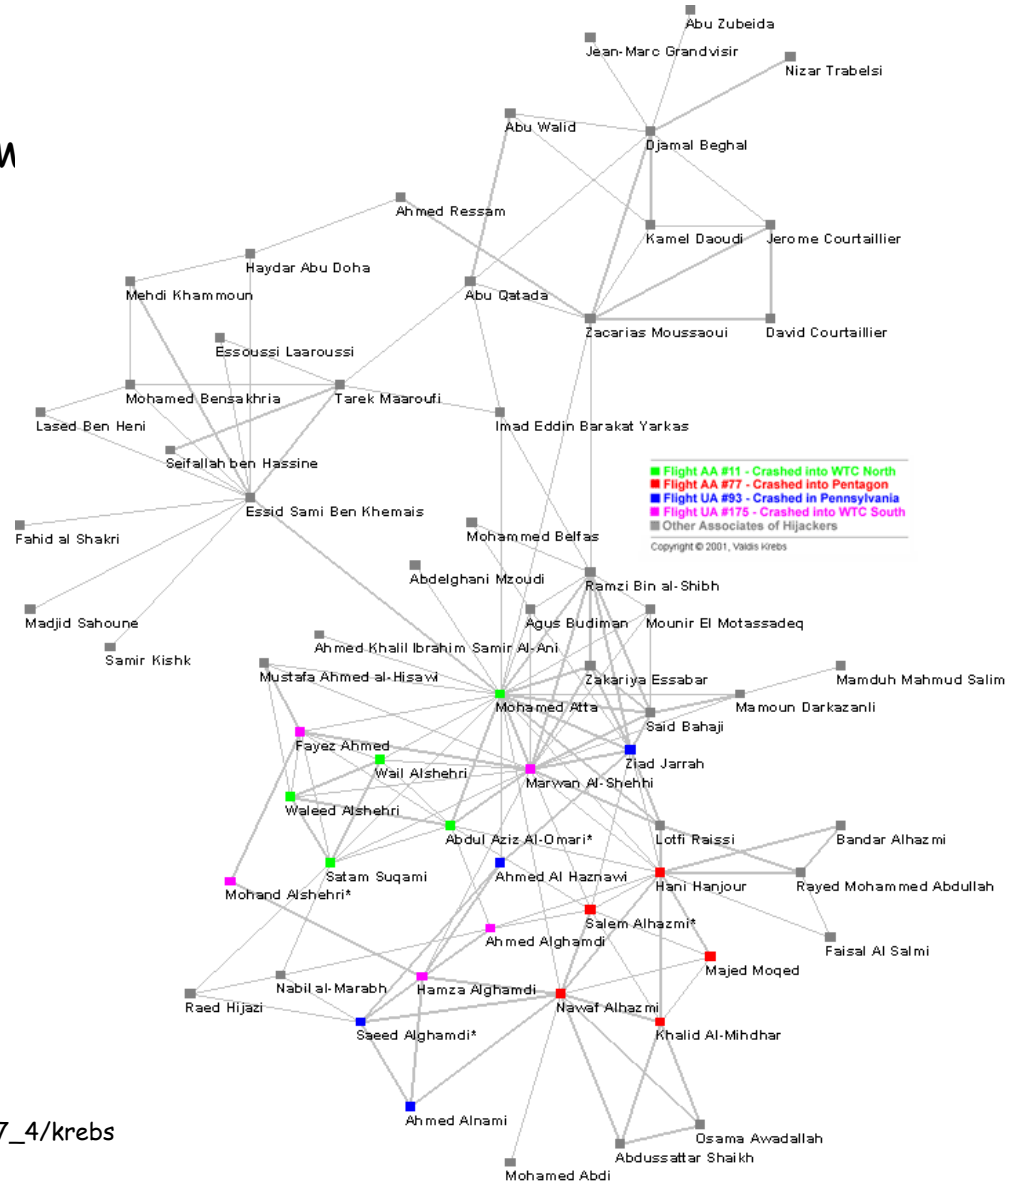 Abu Zubeida
Jean-Marc Grandvisir
Nizar Trabelsi
Abu Walid
Djamal Beghal
Ahmed Ressam
Kamel Daoudi
Jerome Courtaillier
Haydar Abu Doha
Mehdi Khammoun
Abu Qatada
Zacarias Moussaoui
David Courtaillier
Essoussi Laaroussi
Mohamed Bensakhria
Tarek Maaroufi
Lased Ben Heni
Imad Eddin Barakat Yarkas
Seifallah ben Hassine
Flight AA #11 - Crashed into WTC North
Flight AA #77 - Crashed into Pentagon
Flight UA #93 - Crashed in Pennsylvania
Flight UA #175 - Crashed into WTC South
Other Associates of Hijackers
Copyright © 2001, Valdis Krebs
Essid Sami Ben Khemais
Fahid al Shakri
Mohammed Belfas
Abdelghani Mzoudi
Ramzi Bin al-Shibh
Madjid Sahoune
Agus Budiman
Mounir El Motassadeq
Samir Kishk
Ahmed Khalil Ibrahim Samir Al-Ani
Mustafa Ahmed al-Hisawi
Zakariya Essabar
Mamduh Mahmud Salim
Mohamed Atta
Mamoun Darkazanli
Said Bahaji
Fayez Ahmed
Ziad Jarrah
Wail Alshehri
Marwan Al-Shehhi
Waleed Alshehri
Abdul Aziz Al-Omari*
Lotfi Raissi
Bandar Alhazmi
Satam Suqami
Ahmed Al Haznawi
Hani Hanjour
Rayed Mohammed Abdullah
Mohand Alshehri*
Salem Alhazmi*
Ahmed Alghamdi
Faisal Al Salmi
Majed Moqed
Nabil al-Marabh
Hamza Alghamdi
Raed Hijazi
Nawaf Alhazmi
Saeed Alghamdi*
Khalid Al-Mihdhar
Ahmed Alnami
7_4/krebs
Osama Awadallah
Abdussattar Shaikh
Mohamed Abdi